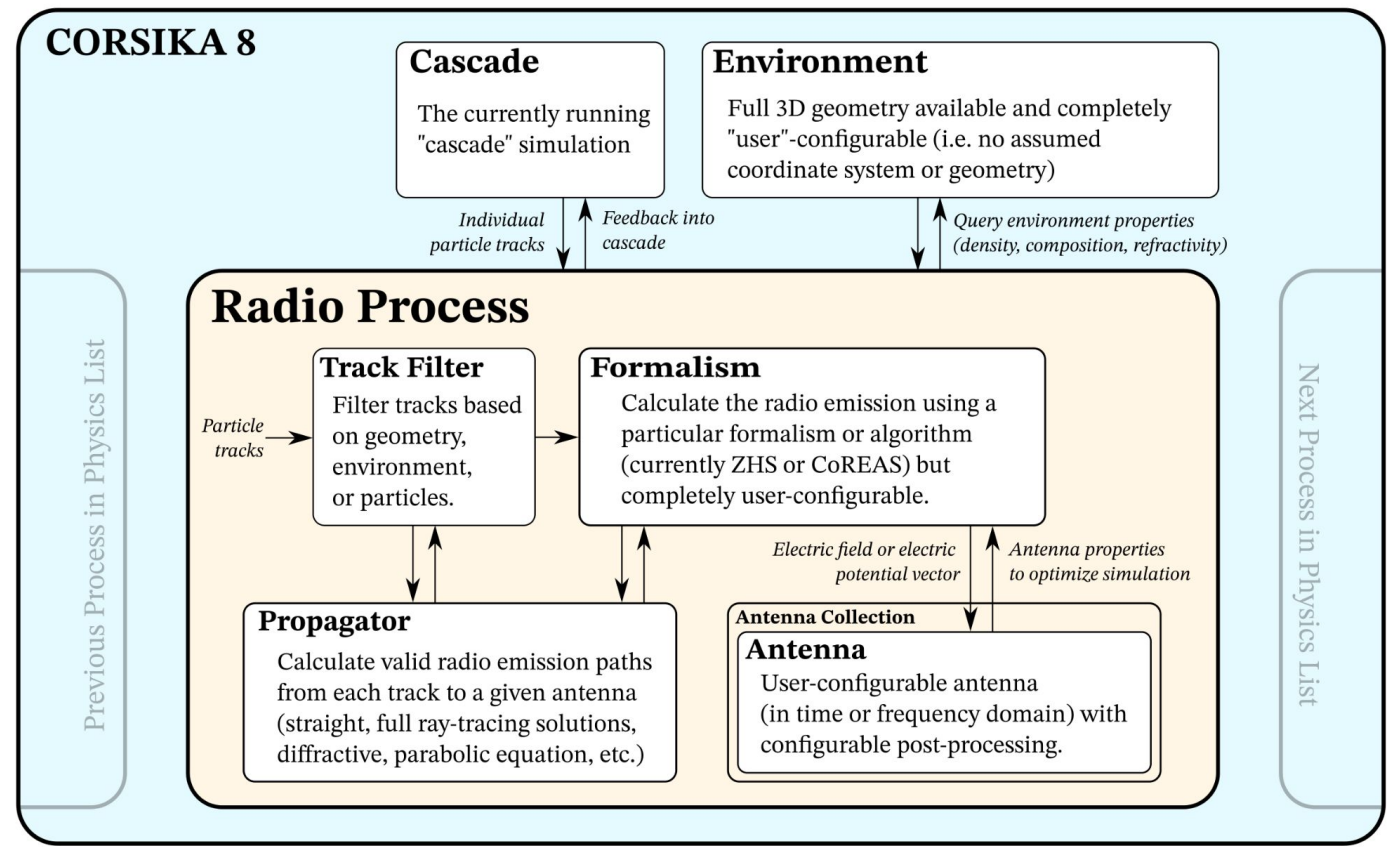 CORSIKA 8
Cascade
The currently running
"cascade" simulation
Environment
Full 3D geometry available and completely
"user"-configurable (i.e. no assumed
coordinate system or geometry)
Individual
particle tracks
Feedback into
cascade
Query environment properties
(density, composition, refractivity)
Previous Process in Physics List
Radio Process
Particle
tracks
Track Filter
Filter tracks based
on geometry,
environment,
or particles.
Formalism
Calculate the radio emission using a
particular formalism or algorithm
(currently ZHS or CoREAS) but
completely user-configurable.
Electric field or electric
potential vector
Antenna properties
to optimize simulation
Propagator
Calculate valid radio emission paths
from each track to a given antenna
(straight, full ray-tracing solutions,
diffractive, parabolic equation, etc.)
Antenna Collection
Antenna
User-configurable antenna
(in time or frequency domain) with
configurable post-processing.
Next Process in Physics List